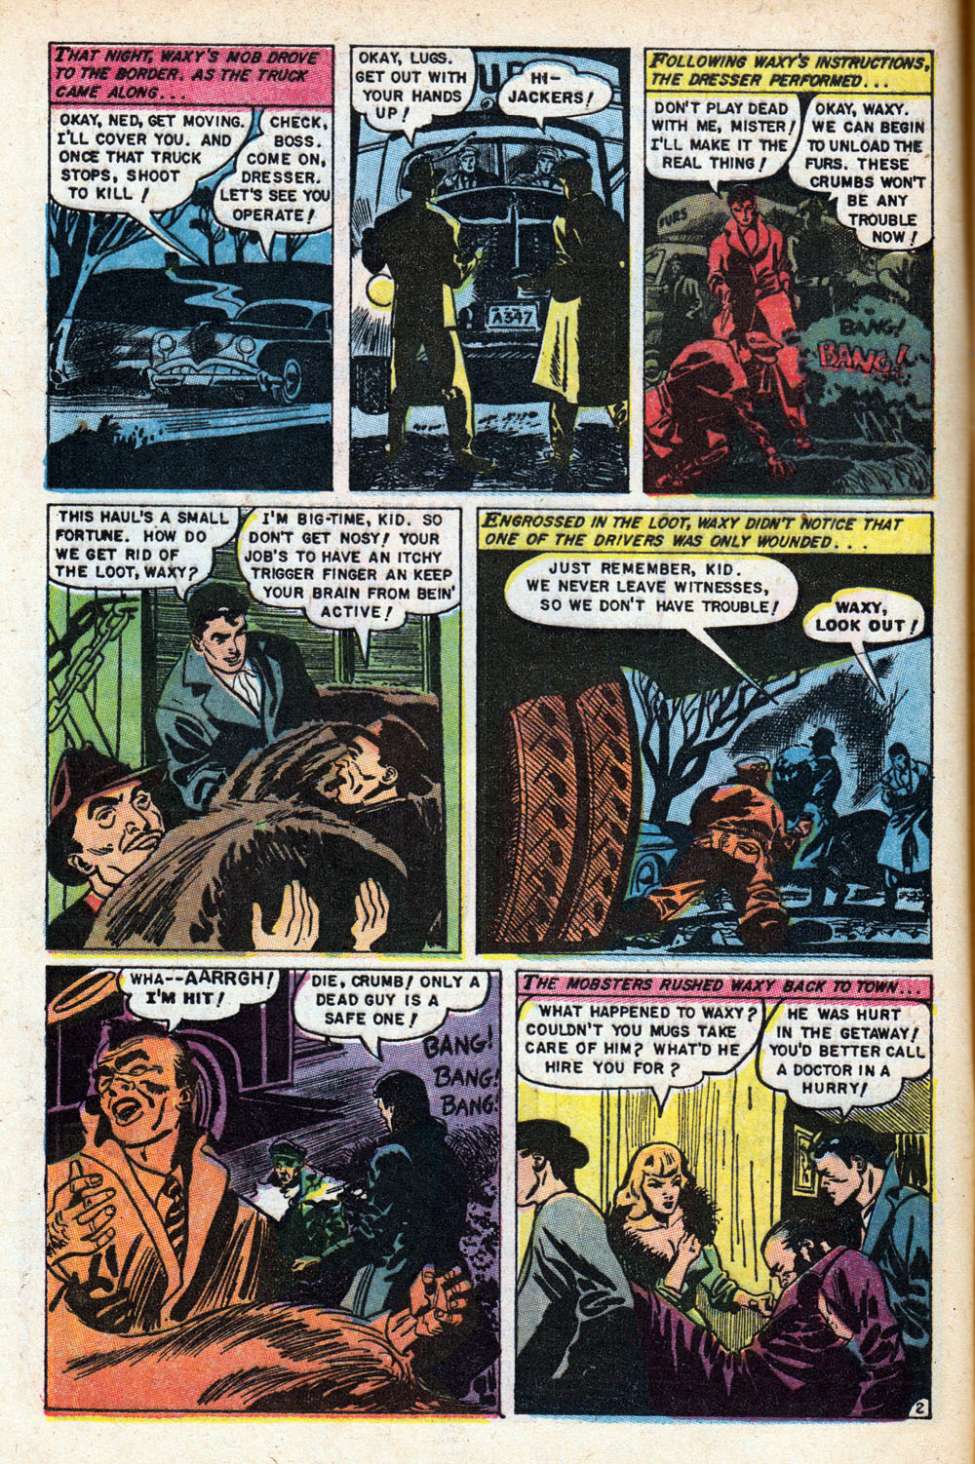 THAT NIGHT, WAXY'S MOB DROVE
TO THE BORDER. AS THE TRUCK
CAME ALONG...
OKAY, NED, GET MOVING.
I'LL COVER YOU. AND
ONCE THAT TRUCK
STOPS, SHOOT
TO KILL!
CHECK,
BOSS.
COME ON,
DRESSER.
LET'S SEE YOU
OPERATE!
OKAY, LUGS.
GET OUT WITH
YOUR HANDS
UP!
HI-
JACKERS!
FUR
A347
FOLLOWING WAXY'S INSTRUCTIONS,
THE DRESSER PERFORMED...
DON'T PLAY DEAD
WITH ME, MISTER!
I'LL MAKE IT THE
REAL THING!
OKAY, WAXY.
WE CAN BEGIN
TO UNLOAD THE
FURS. THESE
CRUMBS WON'T
BE ANY
TROUBLE
NOW!
FURS
BANG!
BANG!
THIS HAUL'S A SMALL
FORTUNE. HOW DO
WE GET RID OF
THE LOOT, WAXY?
I'M BIG-TIME, KID. SO
DON'T GET NOSY! YOUR
JOB'S TO HAVE AN ITCHY
TRIGGER FINGER AN KEEP
YOUR BRAIN FROM BEIN'
ACTIVE!
ENGROSSED IN THE LOOT, WAXY DIDN'T NOTICE THAT
ONE OF THE DRIVERS WAS ONLY WOUNDED...
JUST REMEMBER, KID.
WE NEVER LEAVE WITNESSES,
SO WE DON'T HAVE TROUBLE!
WAXY,
LOOK OUT!
WHA--AARRGH!
I'M HIT!
DIE, CRUMB! ONLY A
DEAD GUY IS A
SAFE ONE!
BANG!
BANG!
BANG!
THE MOBSTERS RUSHED WAXY BACK TO TOWN...
WHAT HAPPENED TO WAXY?
COULDN'T YOU MUGS TAKE
CARE OF HIM? WHAT'D HE
HIRE YOU FOR?
HE WAS HURT
IN THE GETAWAY!
YOU'D BETTER CALL
A DOCTOR IN A
HURRY!
2